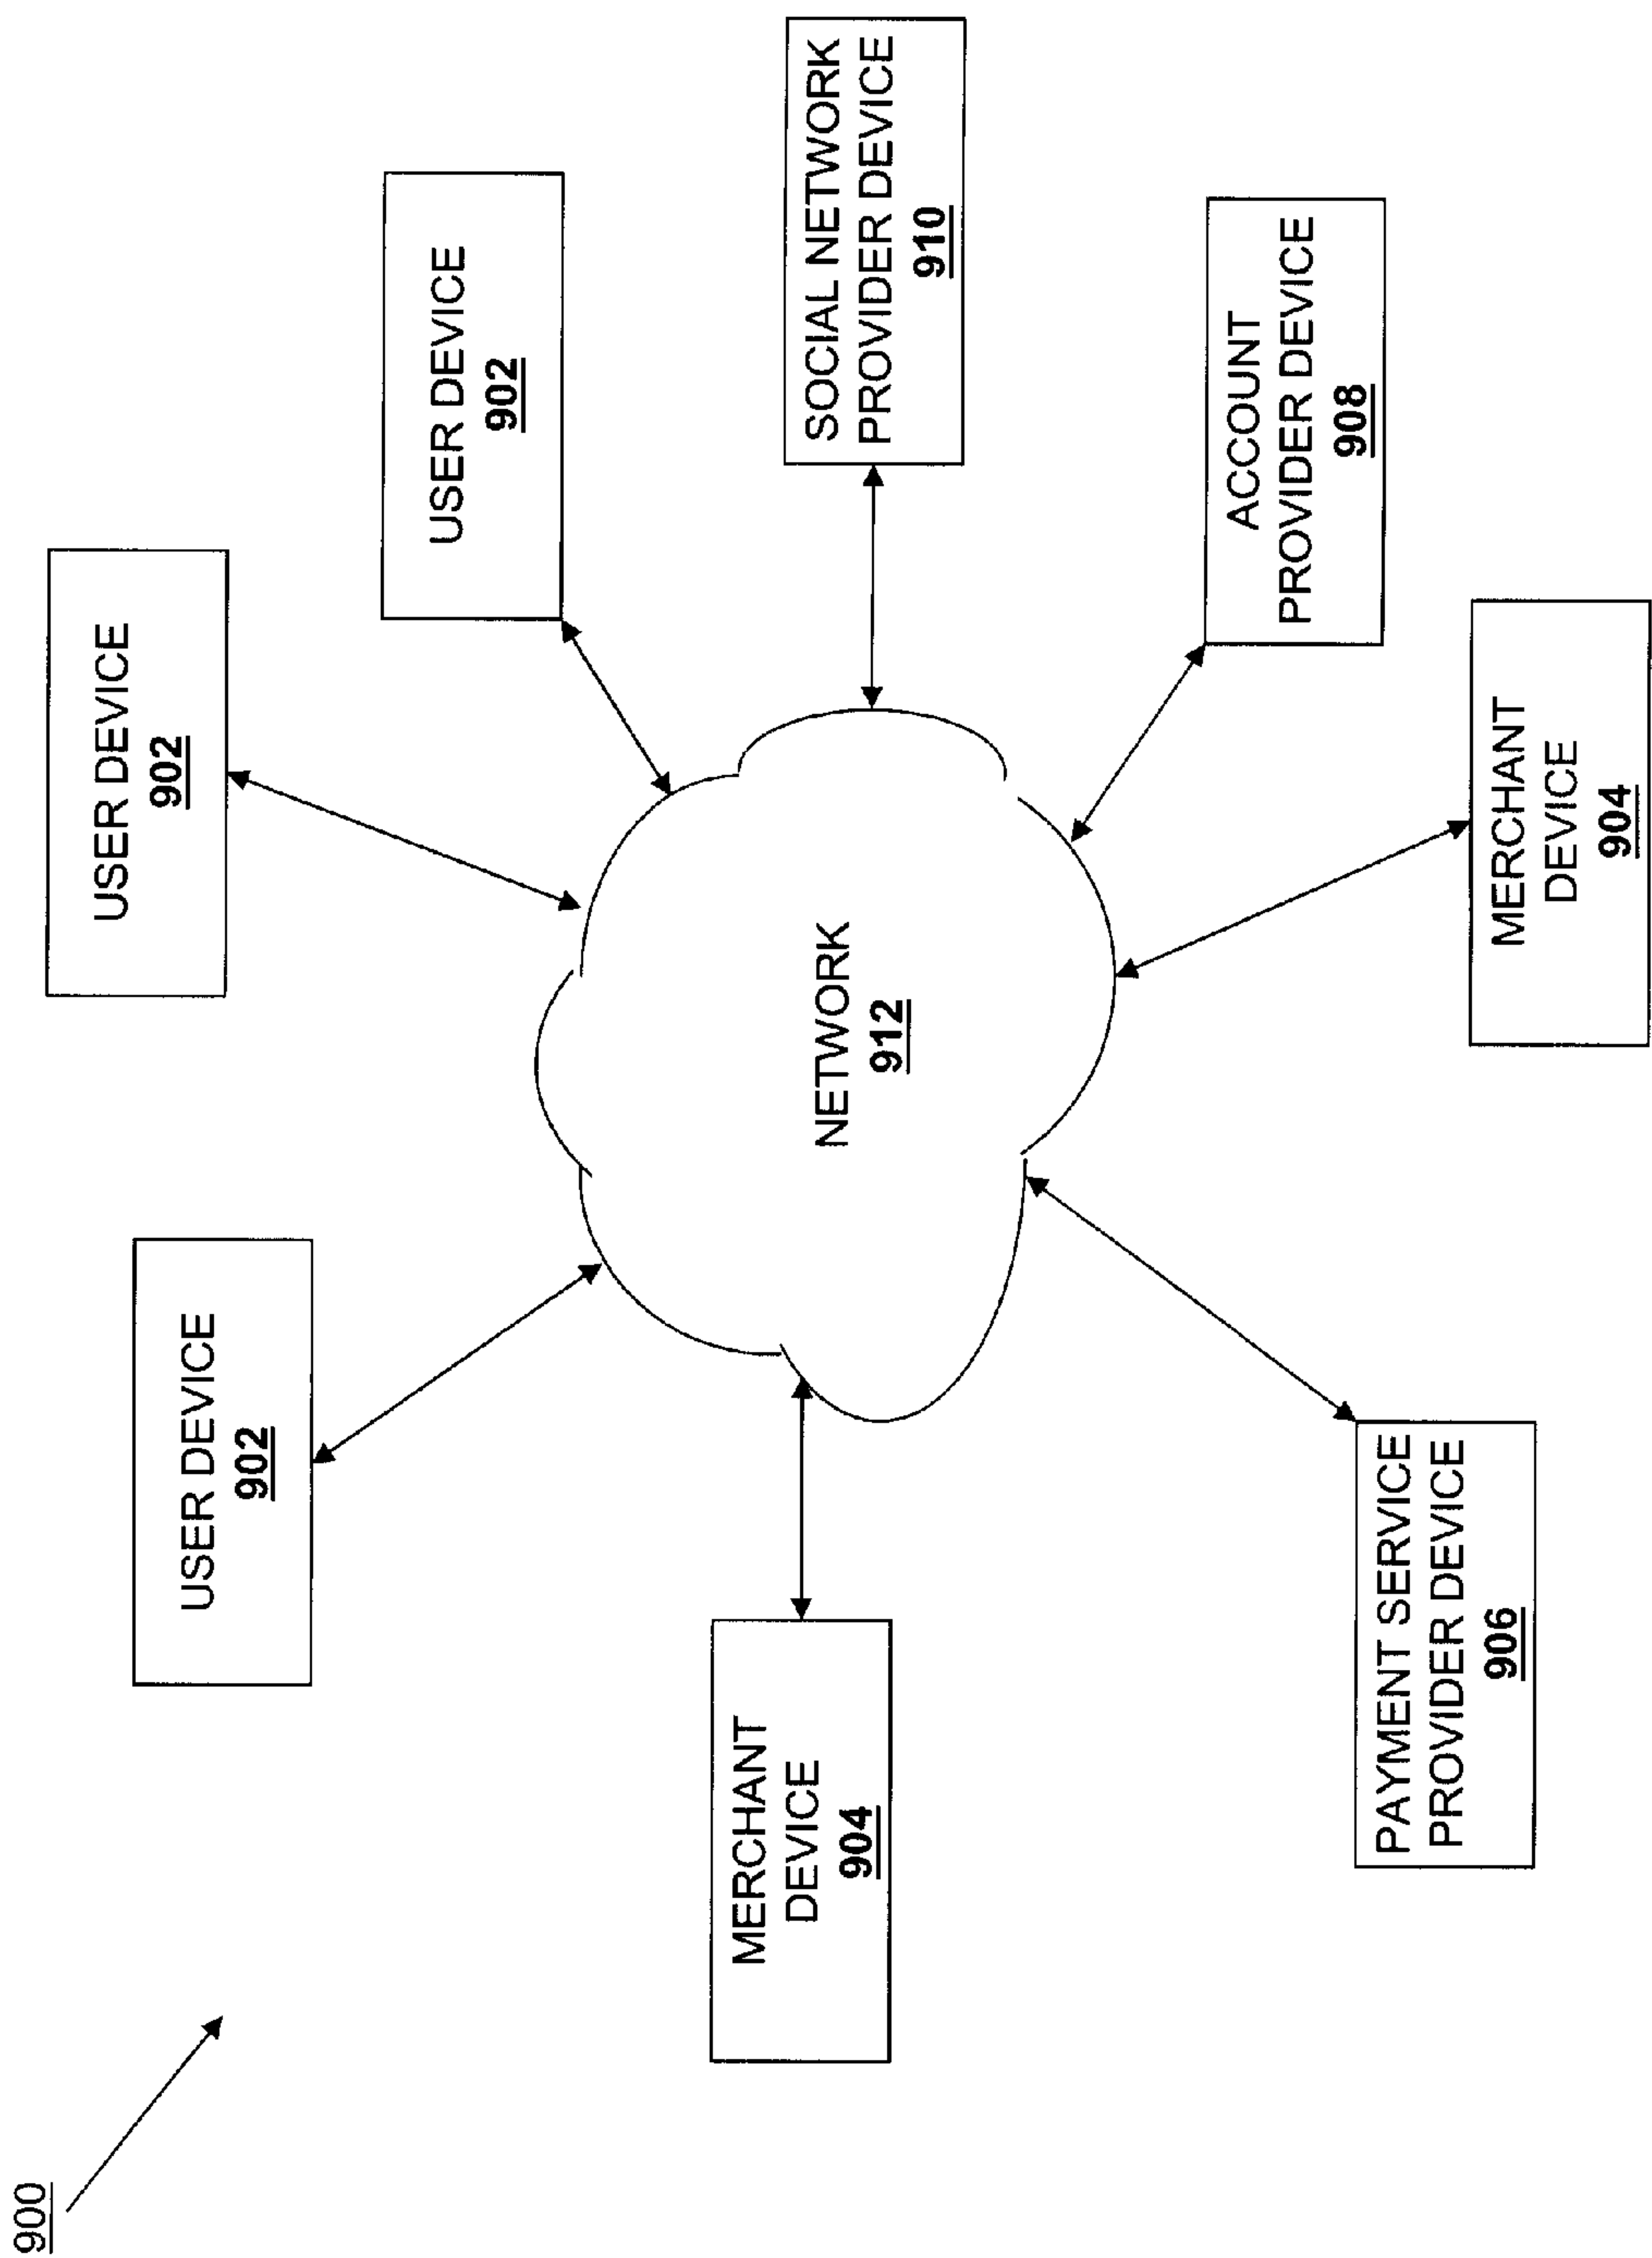 900
USER DEVICE
902
USER DEVICE
902
USER DEVICE
902
MERCHANT
DEVICE
904
NETWORK
912
SOCIAL NETWORK
PROVIDER DEVICE
910
PAYMENT SERVICE
PROVIDER DEVICE
906
MERCHANT
DEVICE
904
ACCOUNT
PROVIDER DEVICE
908